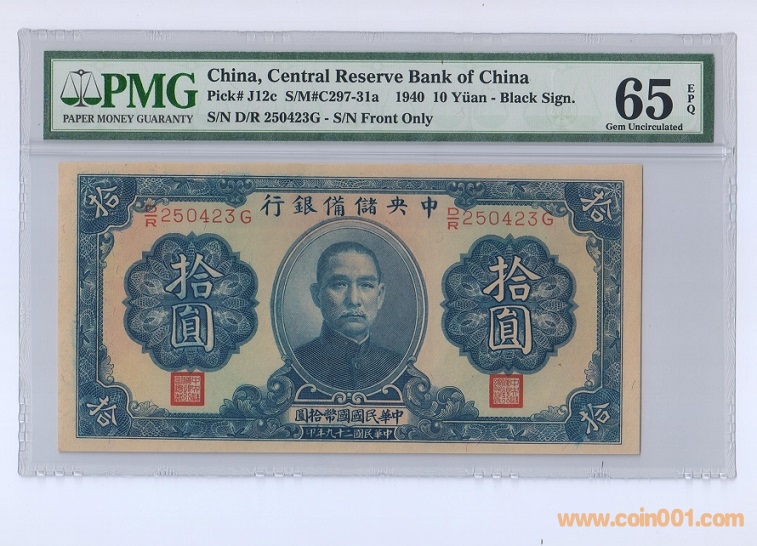 PMG
PAPER MONEY GUARANTY
China, Central Reserve Bank of China
Pick# J12c S/M#C297-31a 1940 10 Yüan - Black Sign.
S/N D/R 250423G - S/N Front Only
65
EPQ
Gem Uncirculated
行銀備儲央中
D/R 250423G
D/R 250423G
拾
拾
拾圓
拾圓
圓拾幣國國民華中
印年九十二國民華中
拾
拾
www.coin001.com